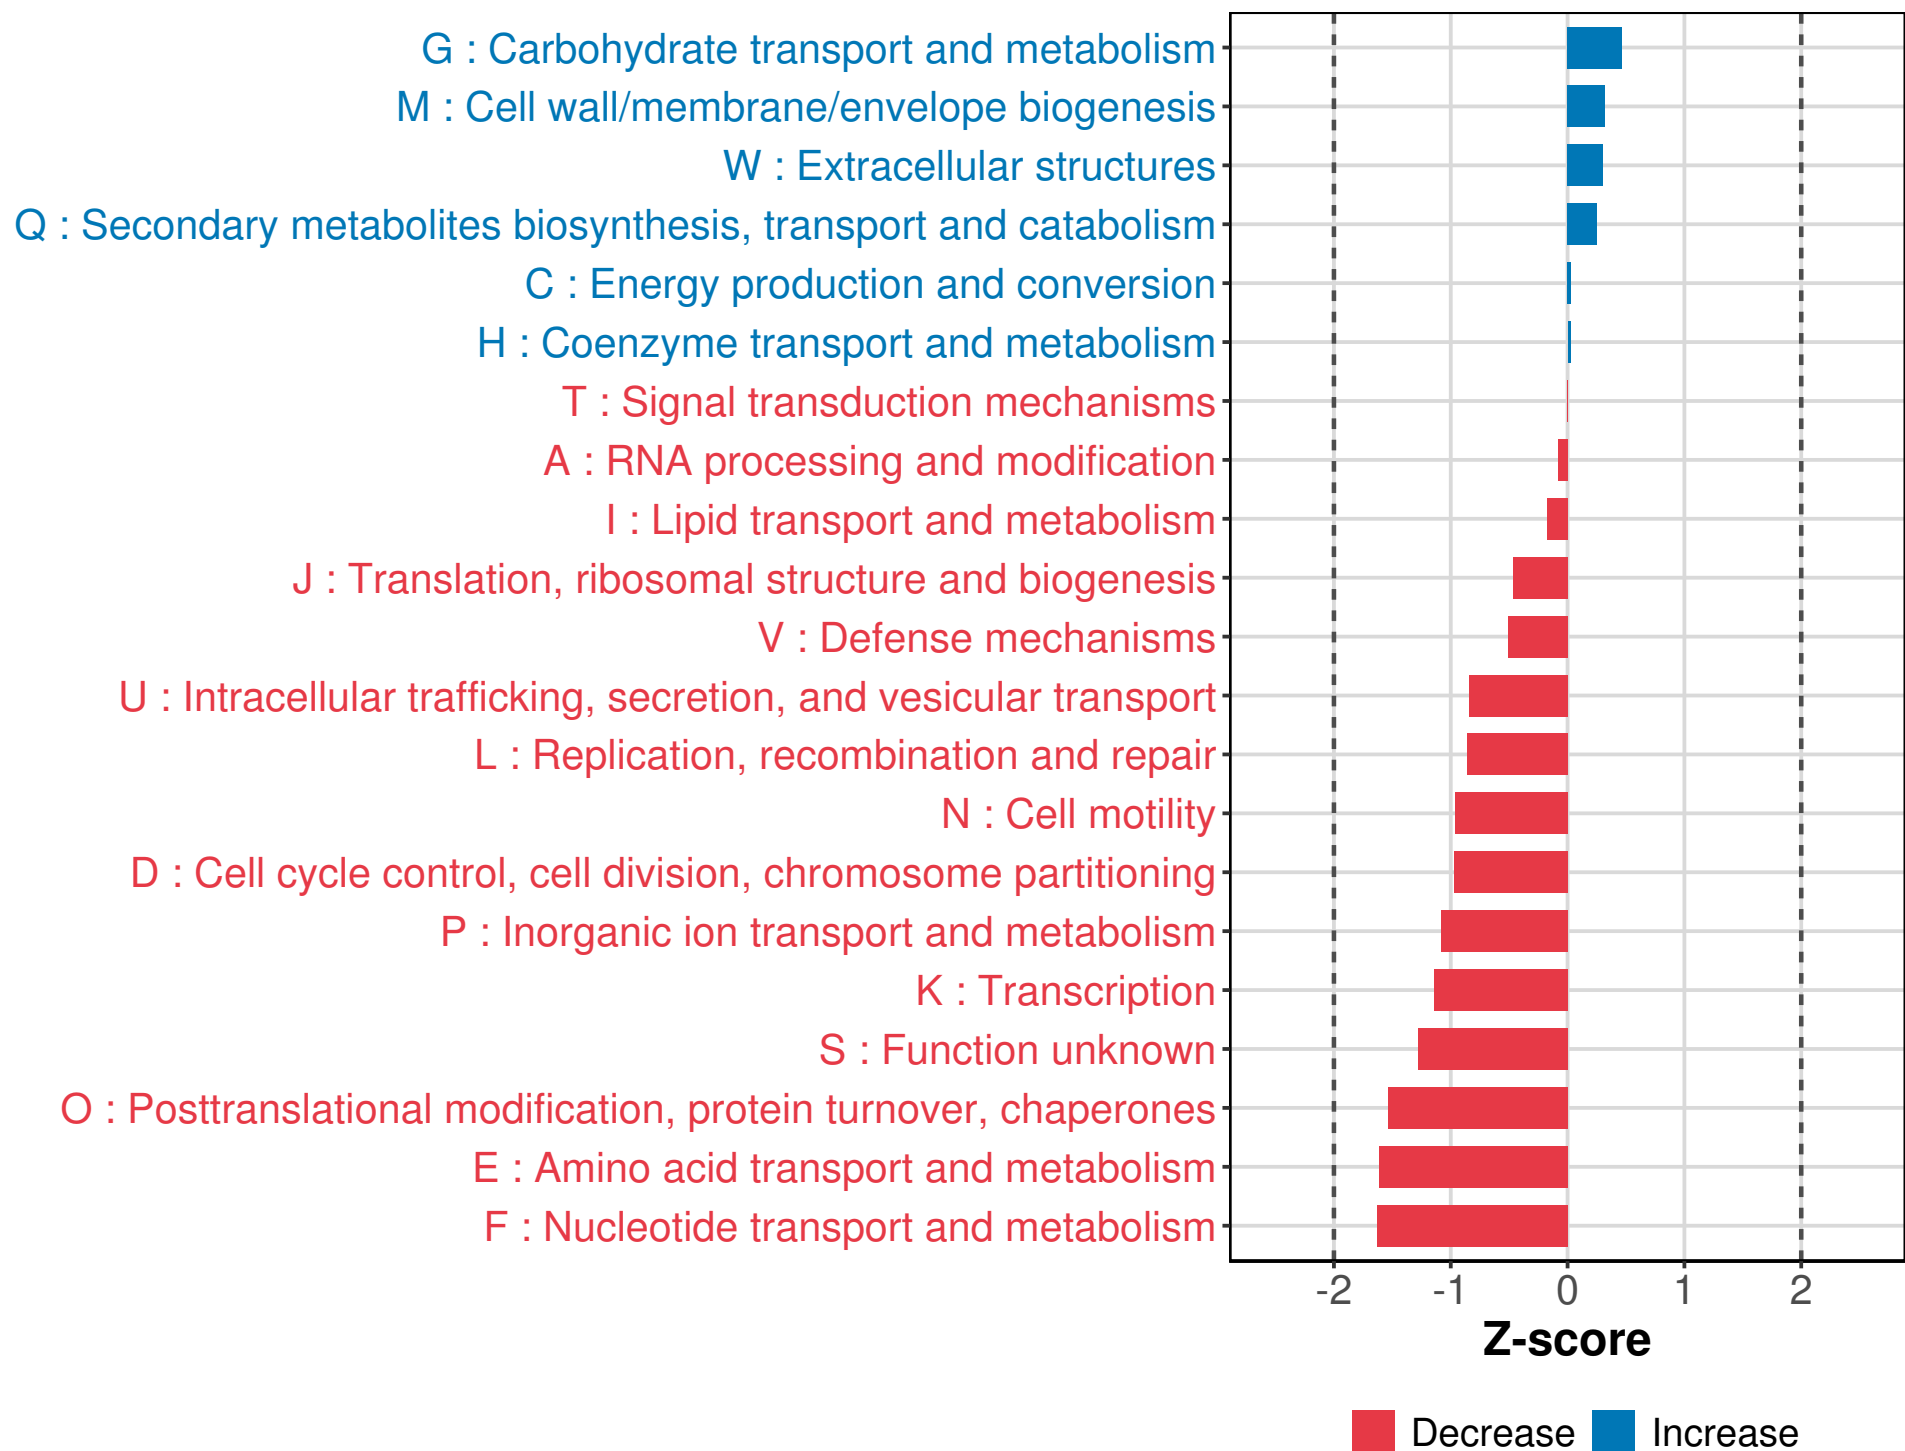 G : Carbohydrate transport and metabolism
M : Cell wall/membrane/envelope biogenesis
W : Extracellular structures
Q : Secondary metabolites biosynthesis, transport and catabolism
C : Energy production and conversion
H : Coenzyme transport and metabolism
T : Signal transduction mechanisms
A : RNA processing and modification
I : Lipid transport and metabolism
J : Translation, ribosomal structure and biogenesis
V : Defense mechanisms
U : Intracellular trafficking, secretion, and vesicular transport
L : Replication, recombination and repair
N : Cell motility
D : Cell cycle control, cell division, chromosome partitioning
P : Inorganic ion transport and metabolism
K : Transcription
S : Function unknown
O : Posttranslational modification, protein turnover, chaperones
E : Amino acid transport and metabolism
F : Nucleotide transport and metabolism
-2 -1 0 1 2
Z-score
Decrease Increase